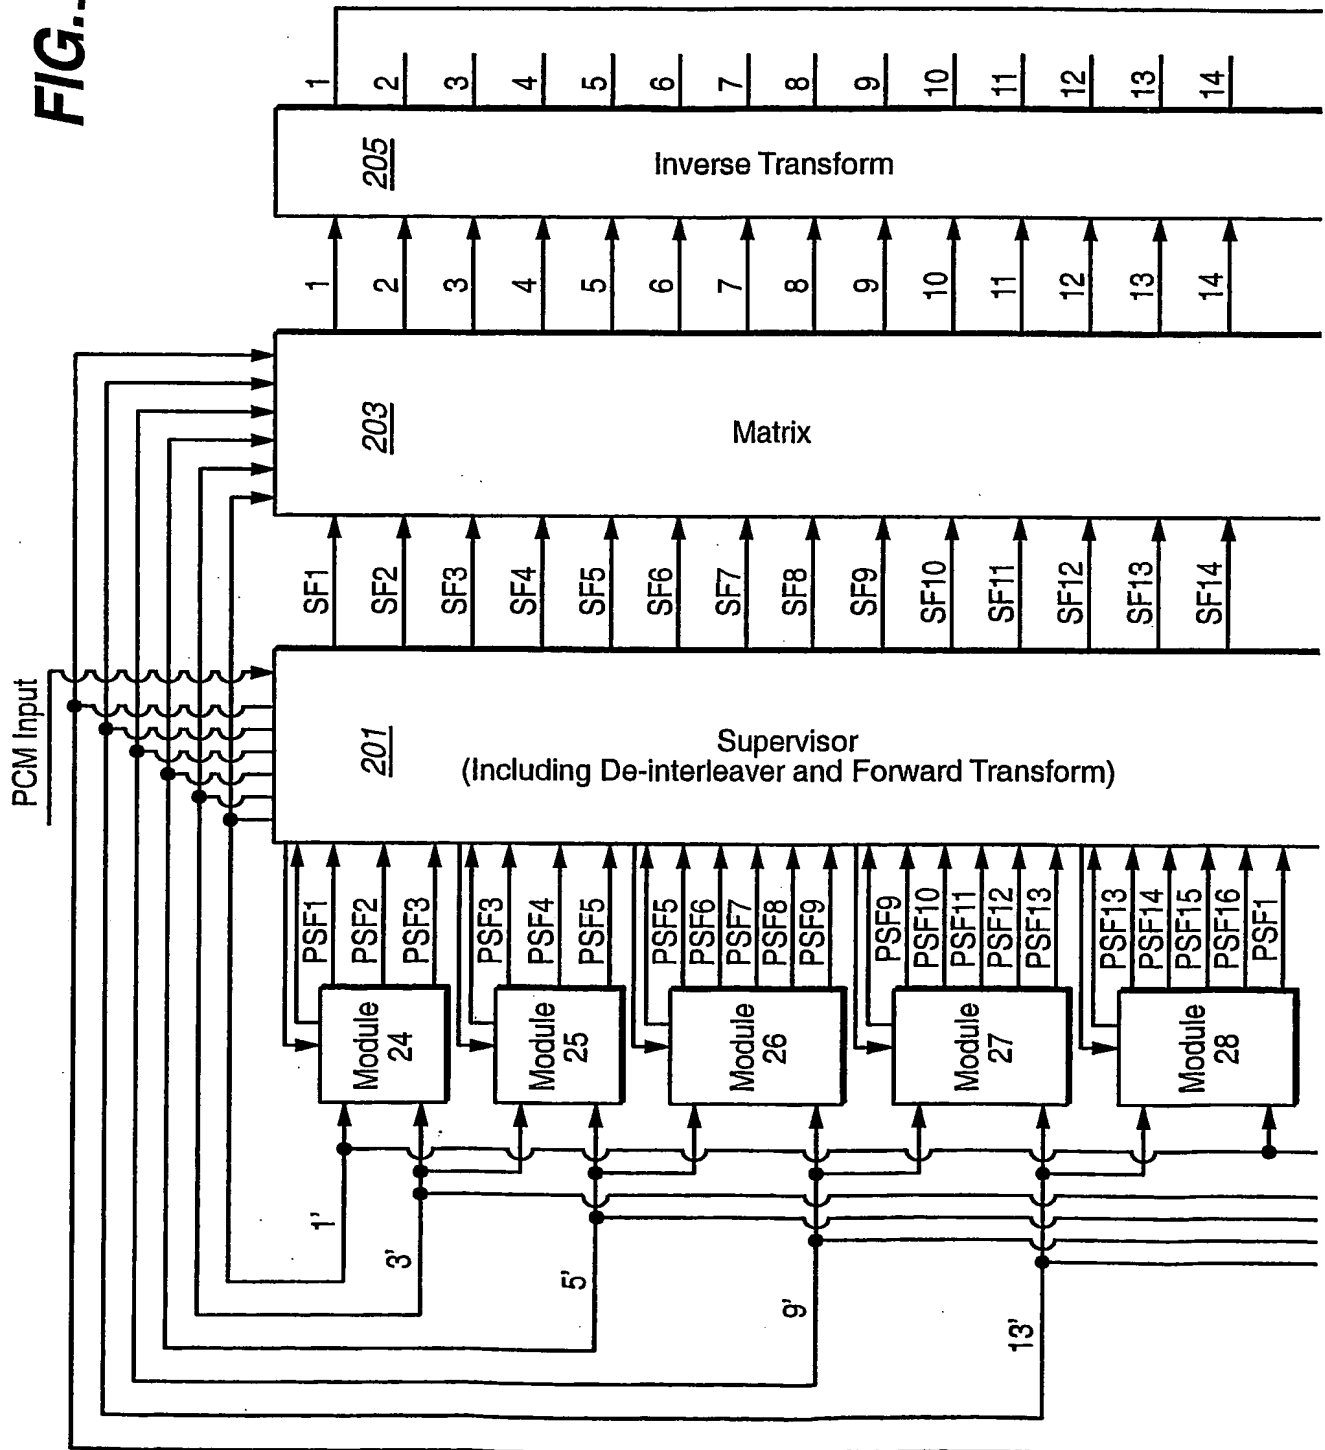 FIG.
1
2
3
4
5
6
7
8
9
10
11
12
13
14
205
Inverse Transform
1
2
3
4
5
6
7
8
9
10
11
12
13
14
203
Matrix
SF1
SF2
SF3
SF4
SF5
SF6
SF7
SF8
SF9
SF10
SF11
SF12
SF13
SF14
PCM Input
201
Supervisor
(Including De-interleaver and Forward Transform)
PSF1
PSF2
PSF3
PSF3
PSF4
PSF5
PSF5
PSF6
PSF7
PSF8
PSF9
PSF9
PSF10
PSF11
PSF12
PSF13
PSF13
PSF14
PSF15
PSF16
PSF1
Module
24
Module
25
Module
26
Module
27
Module
28
1'
3'
5'
9'
13'